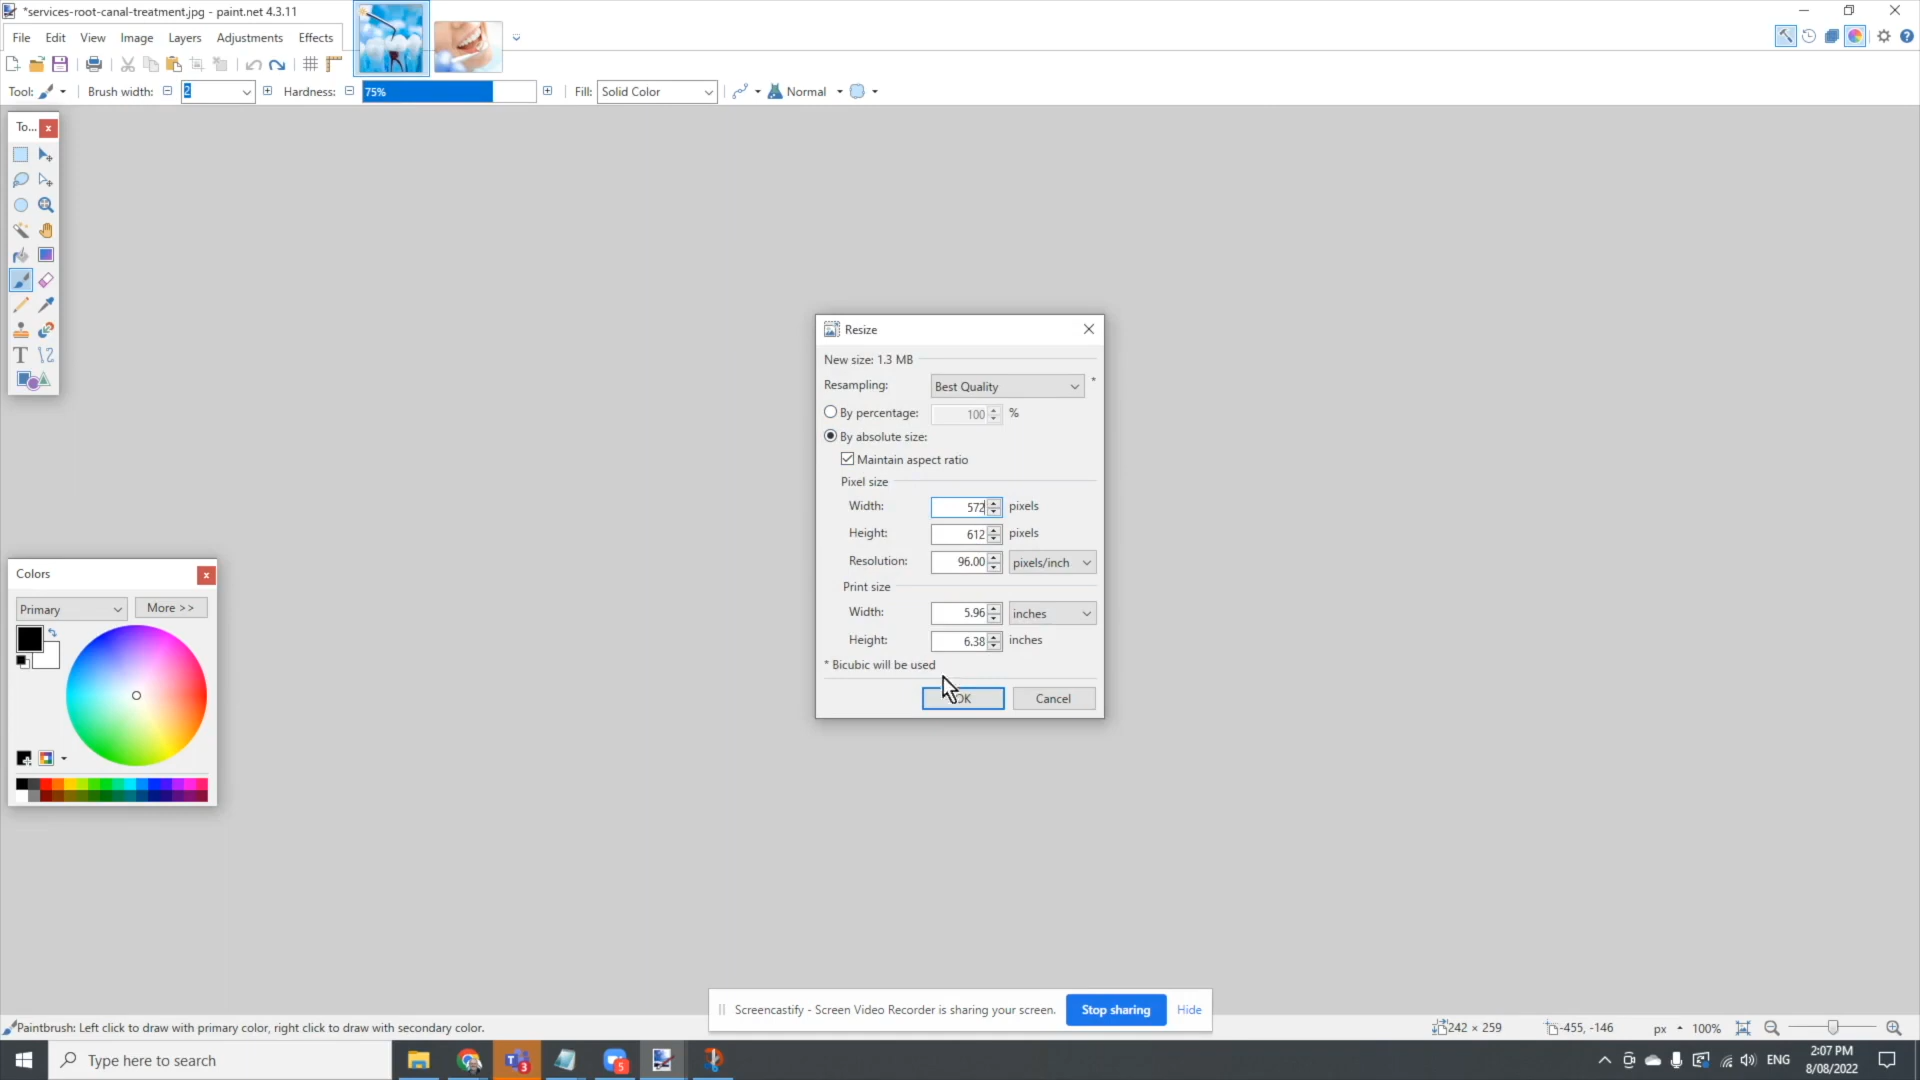 *services-root-canal-treatment.jpg - paint.net 4.3.11
File Edit View Image Layers Adjustments Effects
Tool: Brush width: 2 Hardness: 75% Fill: Solid Color Normal
To...
Resize
New size: 1.3 MB
Resampling: Best Quality *
By percentage: 100 %
By absolute size:
Maintain aspect ratio
Pixel size
Width: 572 pixels
Height: 612 pixels
Resolution: 96.00 pixels/inch
Print size
Width: 5.96 inches
Height: 6.38 inches
* Bicubic will be used
OK Cancel
Colors
Primary More >>
Screencastify - Screen Video Recorder is sharing your screen. Stop sharing Hide
Paintbrush: Left click to draw with primary color, right click to draw with secondary color. 242 × 259 -455, -146 px 100%
Type here to search 3 5 ENG 2:07 PM
8/08/2022